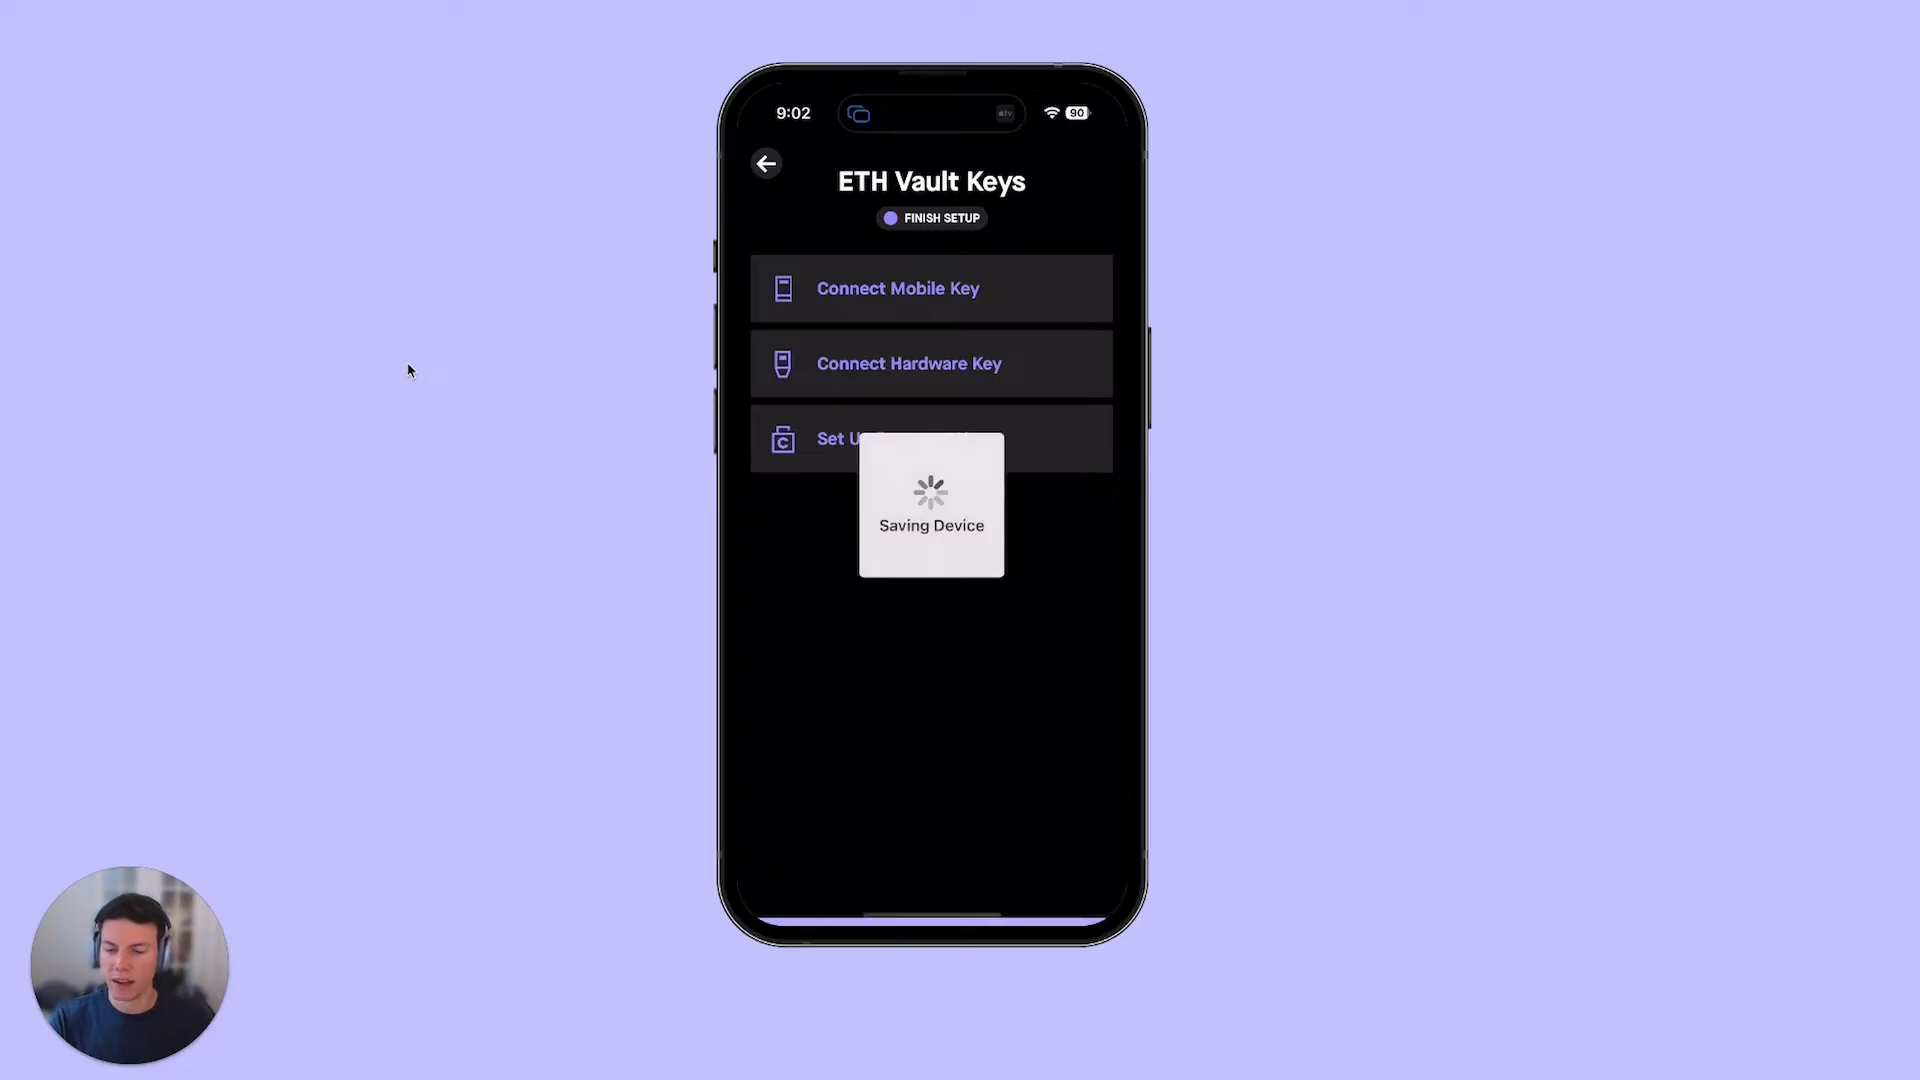 9:02
90
ETH Vault Keys
FINISH SETUP
Connect Mobile Key
Connect Hardware Key
Set
Saving Device